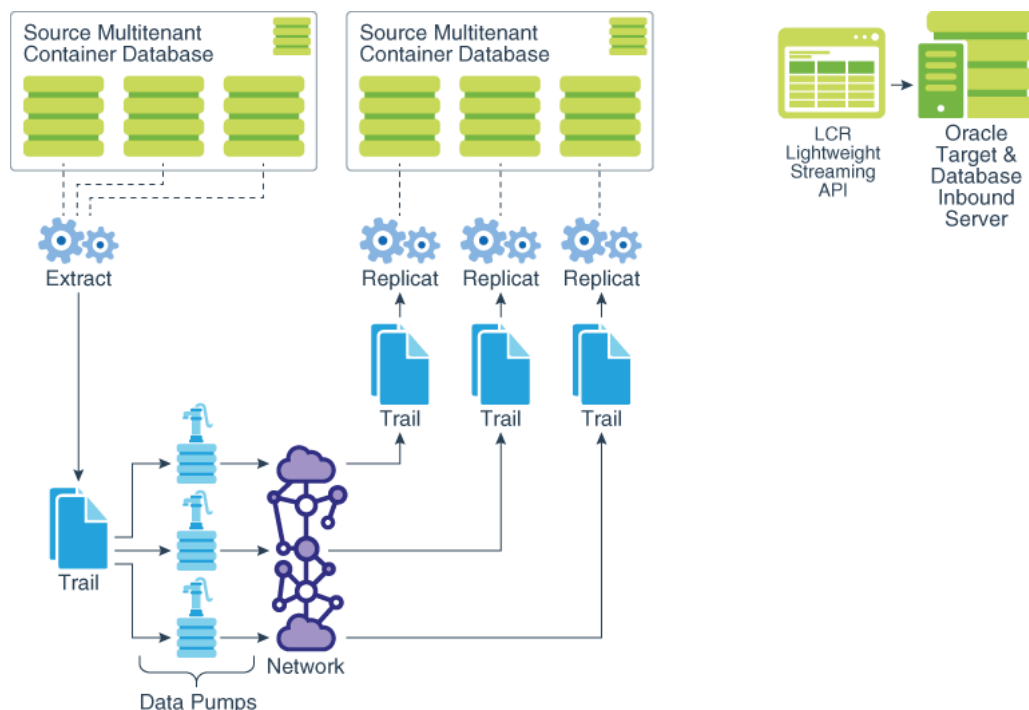 Source Multitenant
Container Database
Source Multitenant
Container Database
LCR
Lightweight
Streaming
API
Oracle
Target &
Database
Inbound
Server
Extract
Replicat
Replicat
Replicat
Trail
Trail
Trail
Trail
Network
Data Pumps